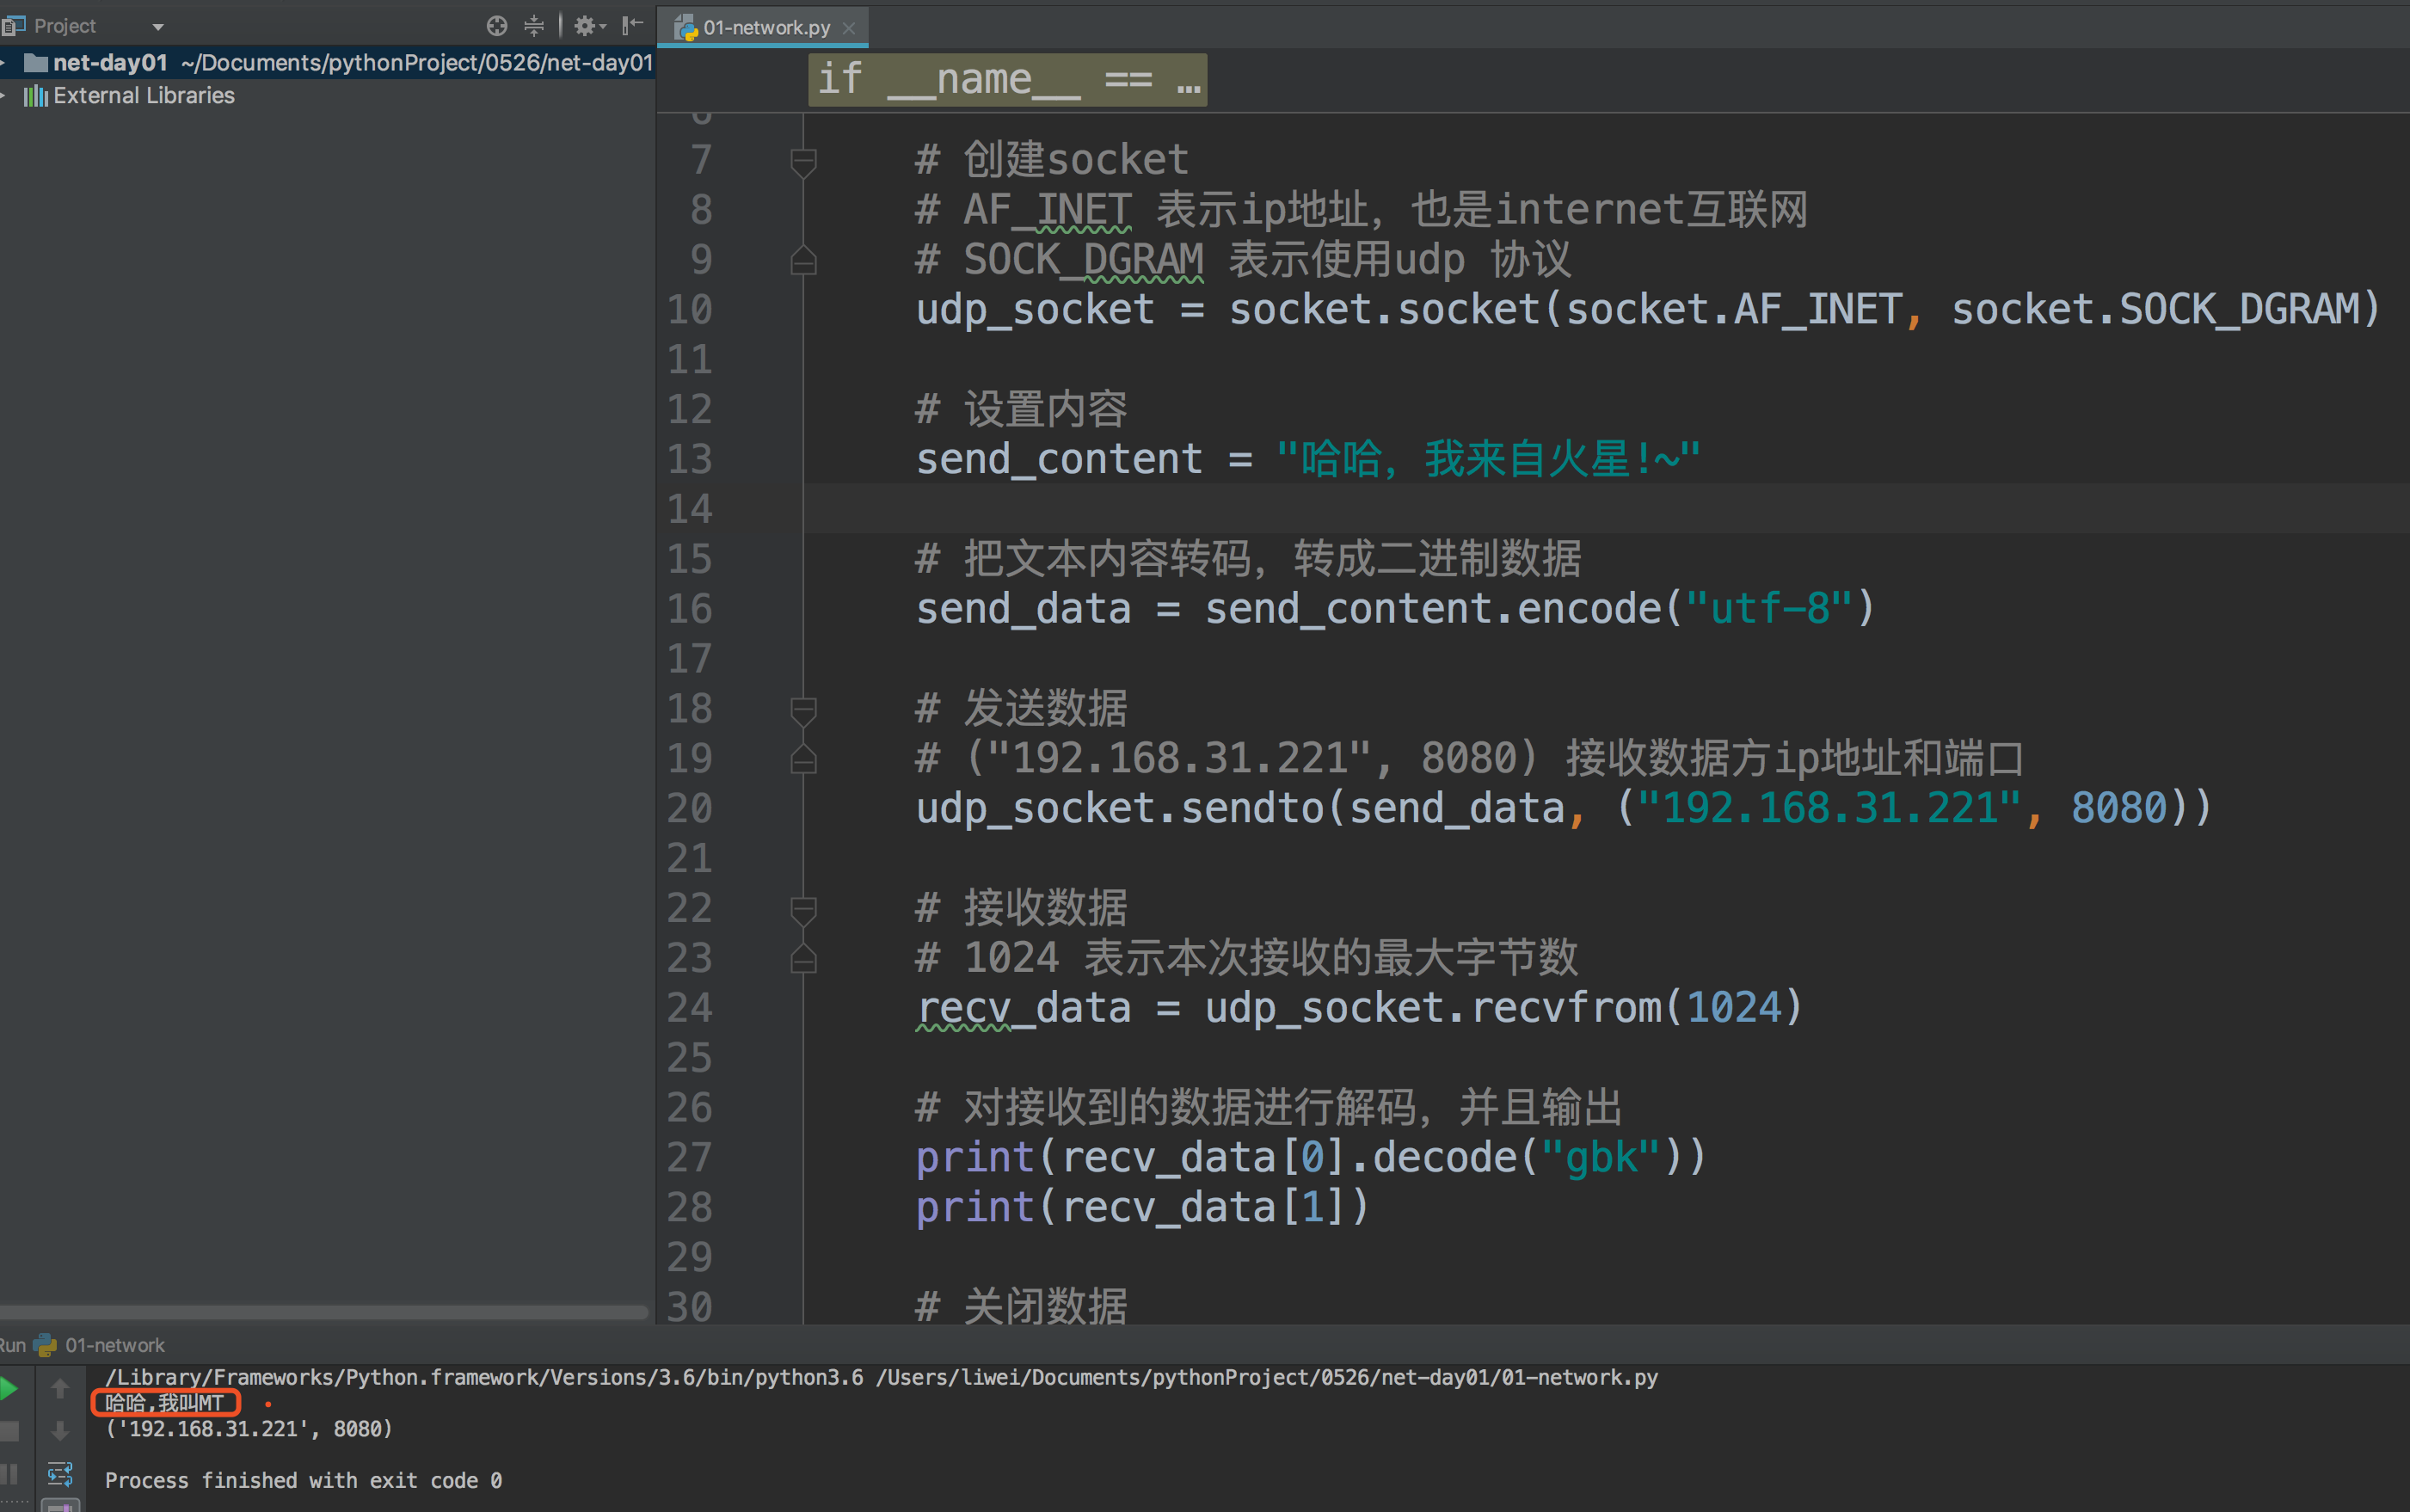 Project
net-day01 ~/Documents/pythonProject/0526/net-day01
External Libraries
01-network.py
if __name__ == …
6
7 # 创建socket
8 # AF_INET 表示ip地址，也是internet互联网
9 # SOCK_DGRAM 表示使用udp 协议
10 udp_socket = socket.socket(socket.AF_INET, socket.SOCK_DGRAM)
11
12 # 设置内容
13 send_content = "哈哈，我来自火星!~"
14
15 # 把文本内容转码，转成二进制数据
16 send_data = send_content.encode("utf-8")
17
18 # 发送数据
19 # ("192.168.31.221", 8080) 接收数据方ip地址和端口
20 udp_socket.sendto(send_data, ("192.168.31.221", 8080))
21
22 # 接收数据
23 # 1024 表示本次接收的最大字节数
24 recv_data = udp_socket.recvfrom(1024)
25
26 # 对接收到的数据进行解码，并且输出
27 print(recv_data[0].decode("gbk"))
28 print(recv_data[1])
29
30 # 关闭数据
Run 01-network
/Library/Frameworks/Python.framework/Versions/3.6/bin/python3.6 /Users/liwei/Documents/pythonProject/0526/net-day01/01-network.py
哈哈,我叫MT
('192.168.31.221', 8080)
Process finished with exit code 0